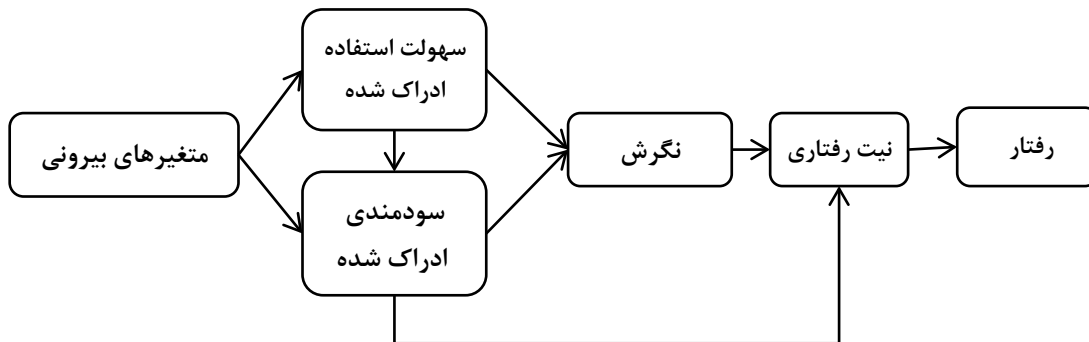 سهولت استفاده
ادراک شده
متغیرهای بیرونی
نگرش
نیت رفتاری
رفتار
سودمندی
ادراک شده